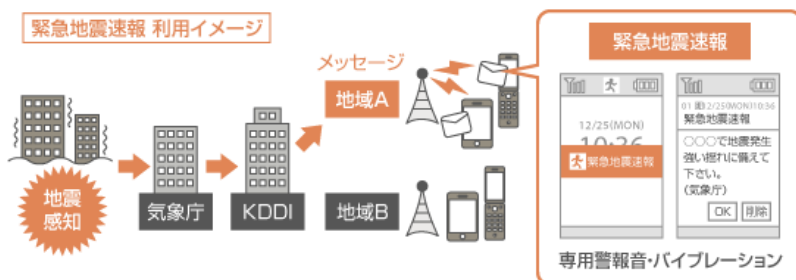 緊急地震速報 利用イメージ
地震
感知
気象庁
KDDI
メッセージ
地域A
地域B
緊急地震速報
12/25(MON)
10:36
緊急地震速報
01 2/25(MON)10:36
緊急地震速報
○○○で地震発生
強い揺れに備えて
下さい。
(気象庁)
OK 削除
専用警報音・バイブレーション